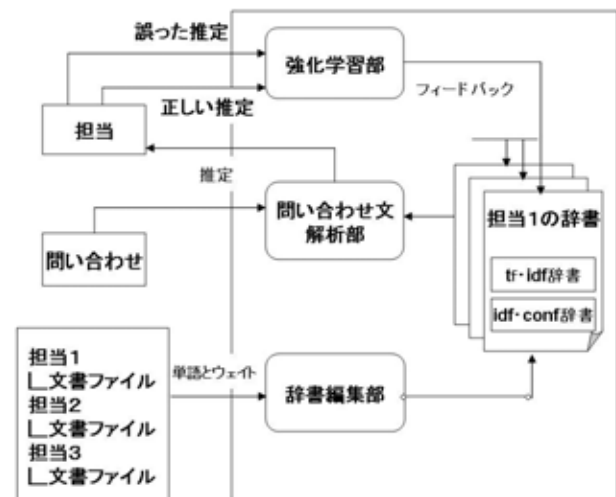 誤った推定
強化学習部
フィードバック
正しい推定
担当
推定
問い合わせ文
解析部
担当1の辞書
問い合わせ
tf・idf辞書
idf・conf辞書
担当1
∟文書ファイル
担当2
∟文書ファイル
担当3
∟文書ファイル
単語とウェイト
辞書編集部